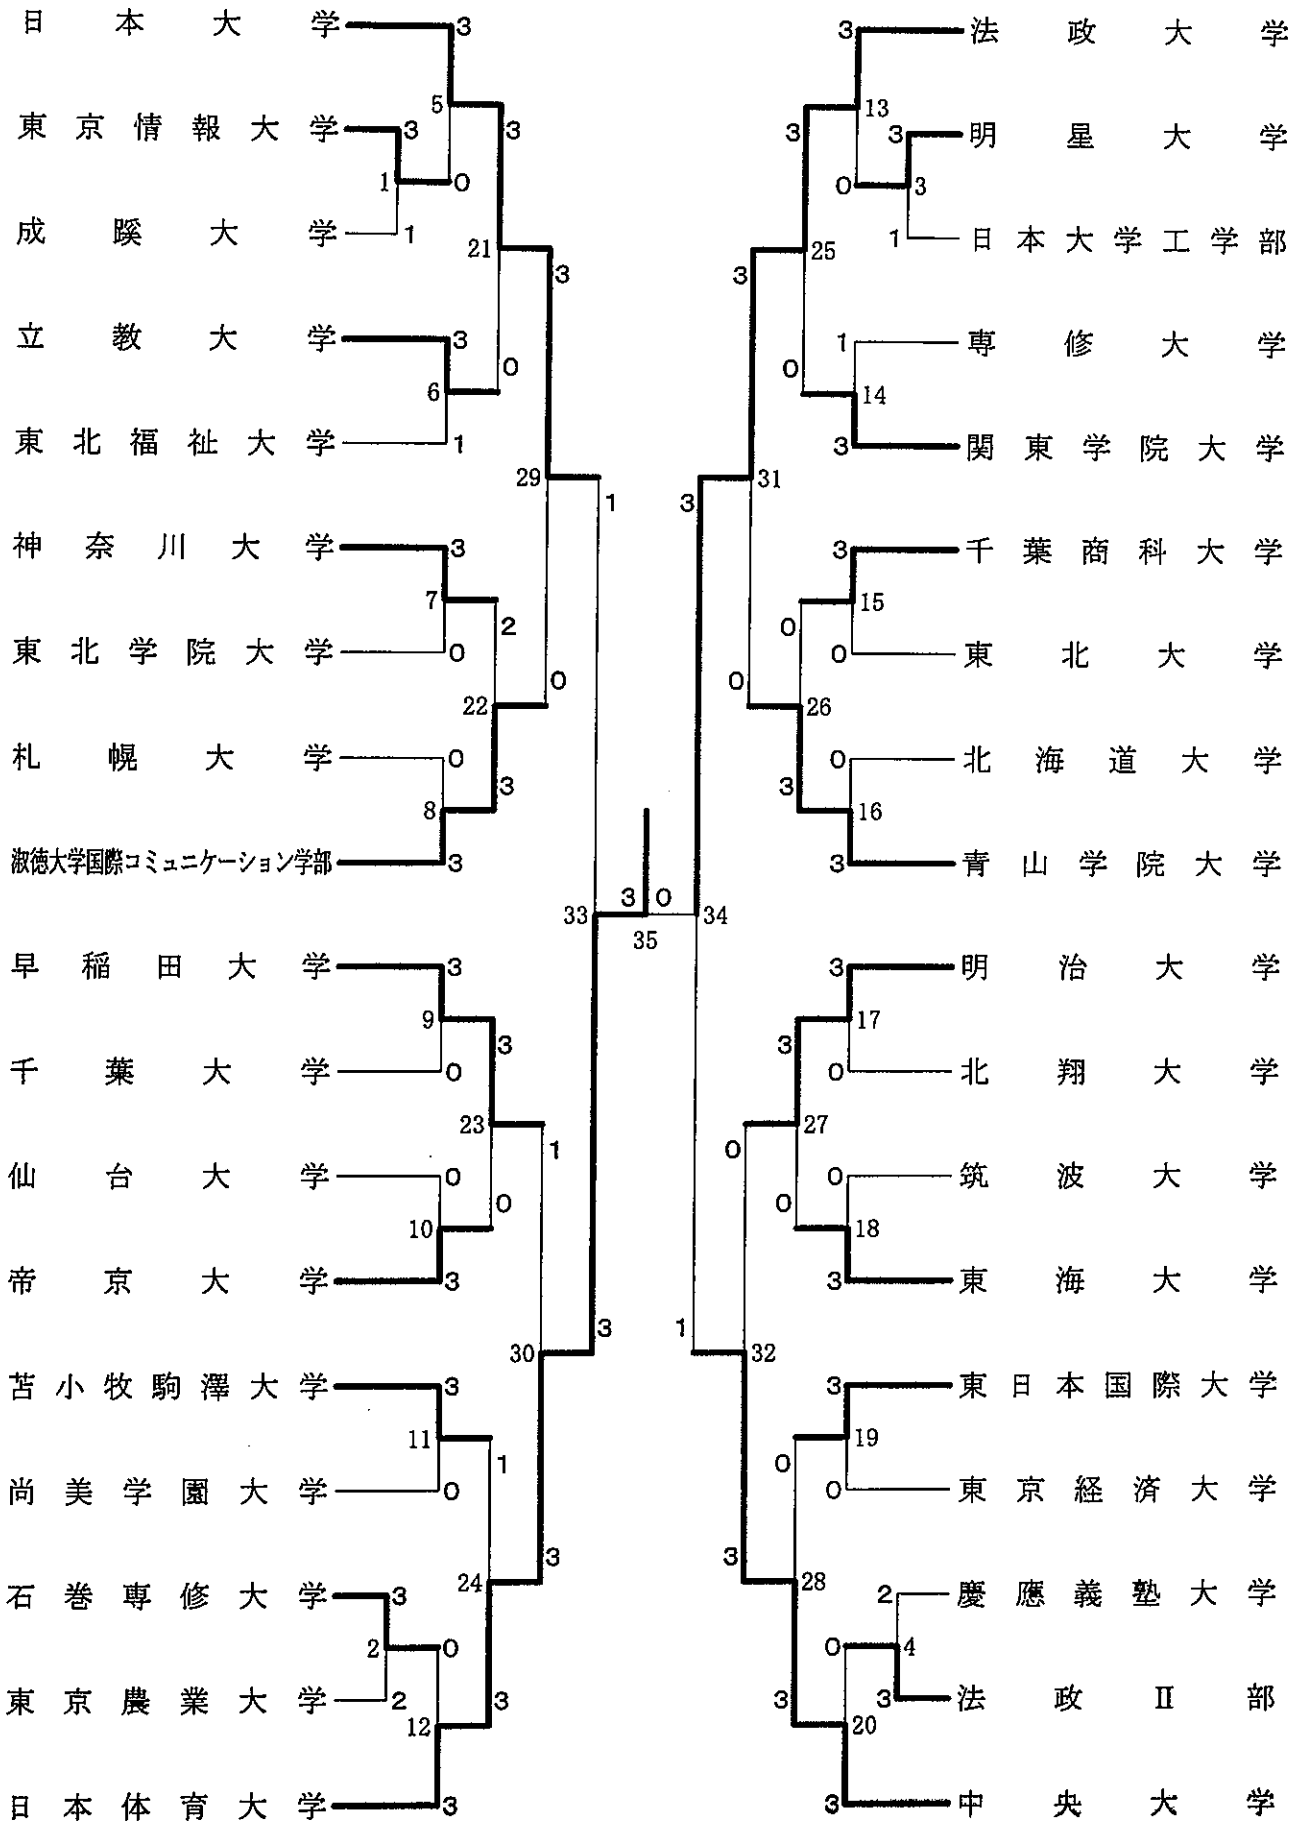 日本大学 3 3 法政大学
5 13
東京情報大学 3 3 3 3 明星大学
1 0 0 3
成蹊大学 1 1 日本大学工学部
21 25
3 3
立教大学 3 1 専修大学
0 0
6 14
東北福祉大学 1 3 関東学院大学
29 31
1 3
神奈川大学 3 3 千葉商科大学
7 15
2 0
東北学院大学 0 0 東北大学
0 0
22 26
札幌大学 0 0 北海道大学
3 3
8 16
淑徳大学国際コミュニケーション学部 3 3 青山学院大学
3 0
33 34
35
早稲田大学 3 3 明治大学
9 17
3 3
千葉大学 0 0 北翔大学
23 27
1 0
仙台大学 0 0 筑波大学
0 0
10 18
帝京大学 3 3 東海大学
3 1
30 32
苫小牧駒澤大学 3 3 東日本国際大学
11 19
1 0
尚美学園大学 0 0 東京経済大学
3 3
24 28
石巻専修大学 3 2 慶應義塾大学
2 0 0 4
東京農業大学 2 3 3 3 法政Ⅱ部
12 20
日本体育大学 3 3 中央大学